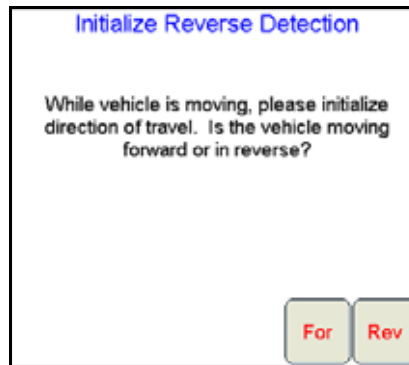 Initialize Reverse Detection
While vehicle is moving, please initialize
direction of travel. Is the vehicle moving
forward or in reverse?
For Rev